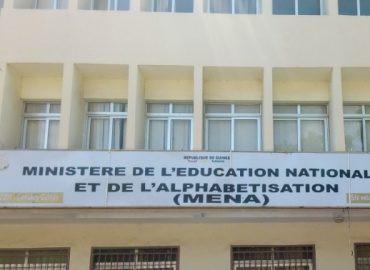 REPUBLIQUE DE GUINEE
MINISTERE DE L'EDUCATION NATIONAL
ET DE L'ALPHABETISATION
(MENA)